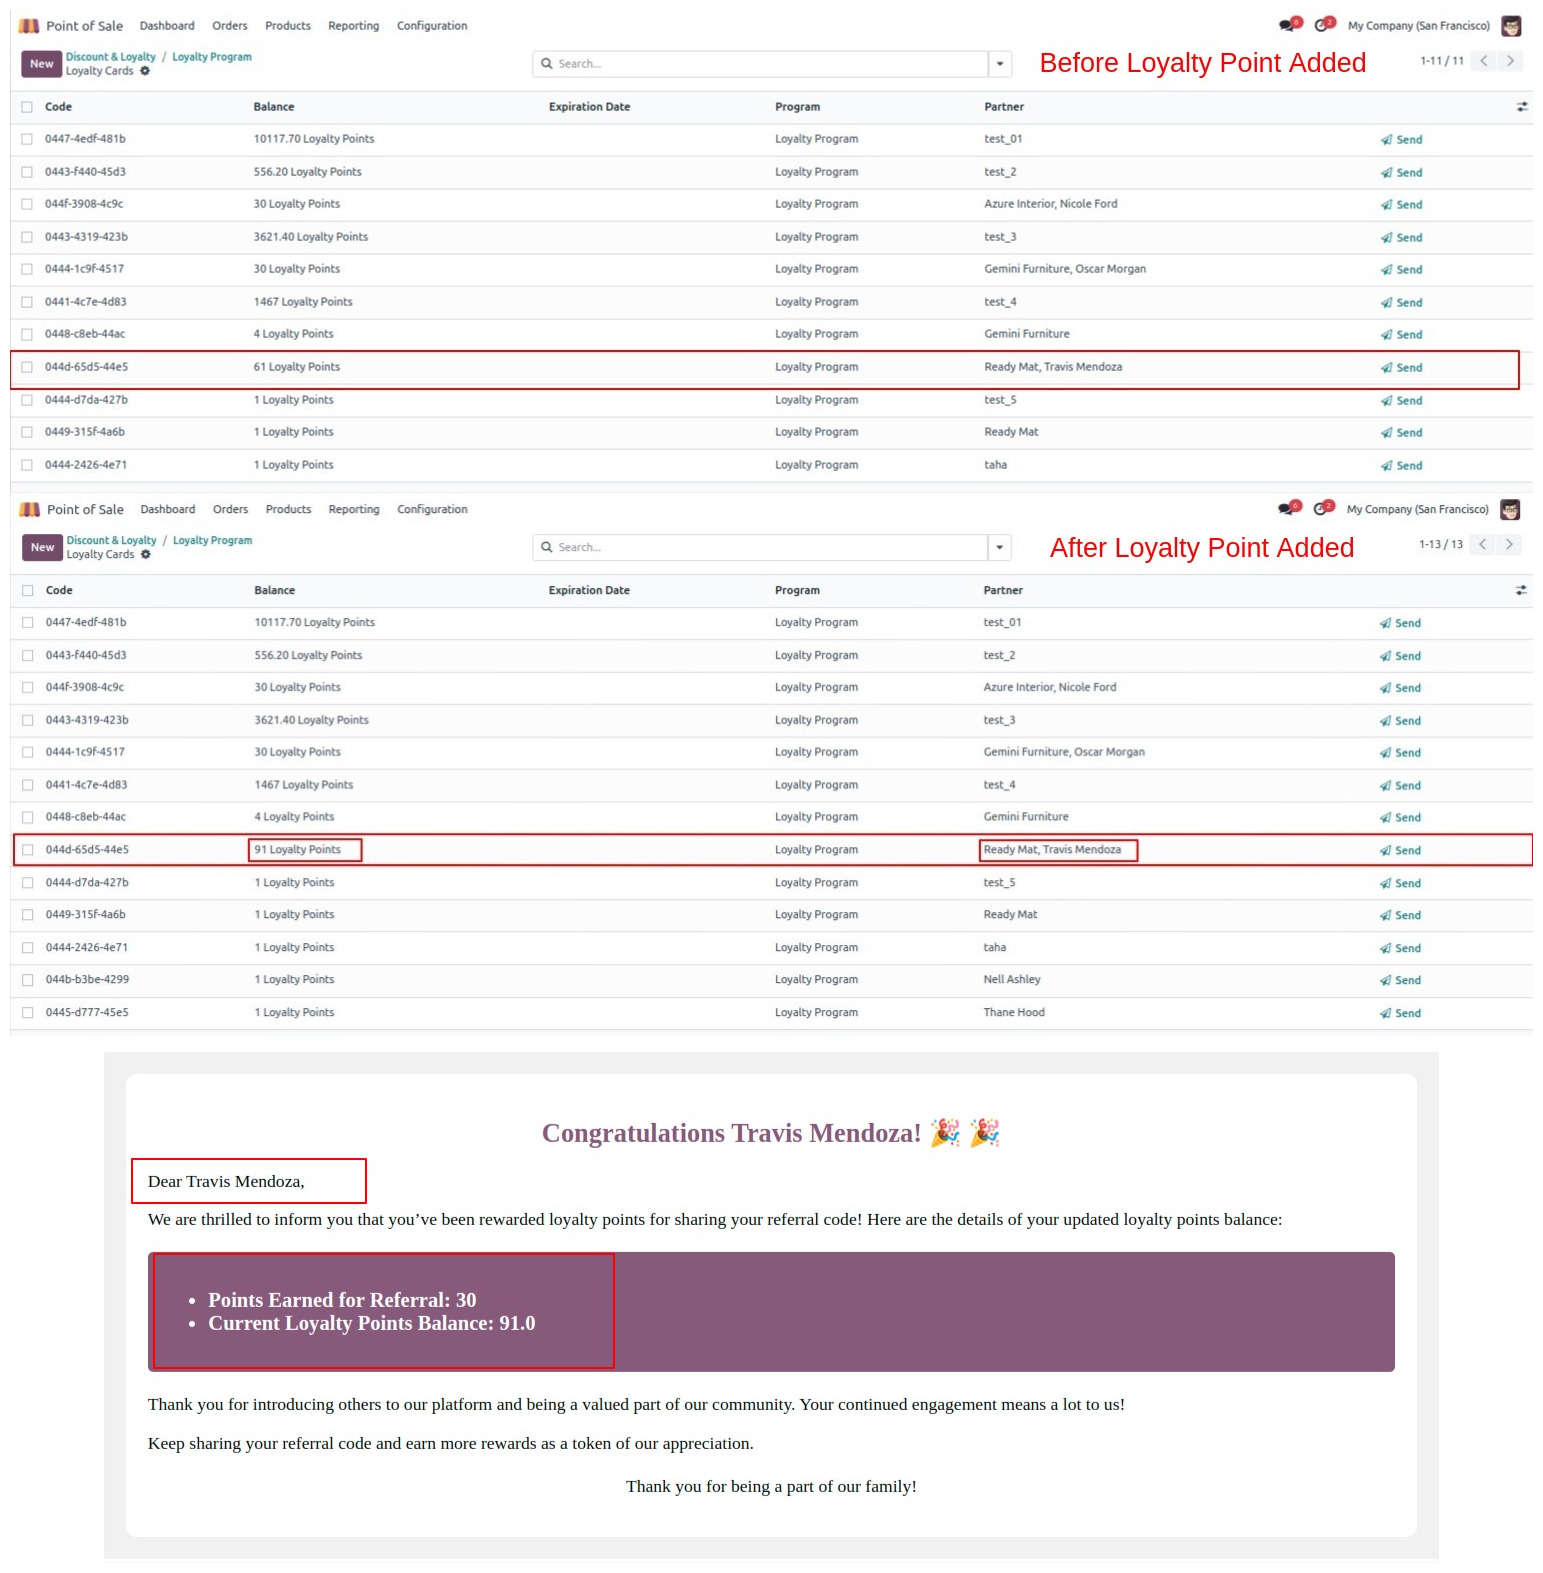 Point of Sale Dashboard Orders Products Reporting Configuration 6 2 My Company (San Francisco)
New Discount & Loyalty / Loyalty Program Search... Before Loyalty Point Added 1-11 / 11
Loyalty Cards
Code Balance Expiration Date Program Partner
0447-4edf-481b 10117.70 Loyalty Points Loyalty Program test_01 Send
0443-f440-45d3 556.20 Loyalty Points Loyalty Program test_2 Send
044f-3908-4c9c 30 Loyalty Points Loyalty Program Azure Interior, Nicole Ford Send
0443-4319-423b 3621.40 Loyalty Points Loyalty Program test_3 Send
0444-1c9f-4517 30 Loyalty Points Loyalty Program Gemini Furniture, Oscar Morgan Send
0441-4c7e-4d83 1467 Loyalty Points Loyalty Program test_4 Send
0448-c8eb-44ac 4 Loyalty Points Loyalty Program Gemini Furniture Send
044d-65d5-44e5 61 Loyalty Points Loyalty Program Ready Mat, Travis Mendoza Send
0444-d7da-427b 1 Loyalty Points Loyalty Program test_5 Send
0449-315f-4a6b 1 Loyalty Points Loyalty Program Ready Mat Send
0444-2426-4e71 1 Loyalty Points Loyalty Program taha Send
Point of Sale Dashboard Orders Products Reporting Configuration 6 2 My Company (San Francisco)
New Discount & Loyalty / Loyalty Program Search... After Loyalty Point Added 1-13 / 13
Loyalty Cards
Code Balance Expiration Date Program Partner
0447-4edf-481b 10117.70 Loyalty Points Loyalty Program test_01 Send
0443-f440-45d3 556.20 Loyalty Points Loyalty Program test_2 Send
044f-3908-4c9c 30 Loyalty Points Loyalty Program Azure Interior, Nicole Ford Send
0443-4319-423b 3621.40 Loyalty Points Loyalty Program test_3 Send
0444-1c9f-4517 30 Loyalty Points Loyalty Program Gemini Furniture, Oscar Morgan Send
0441-4c7e-4d83 1467 Loyalty Points Loyalty Program test_4 Send
0448-c8eb-44ac 4 Loyalty Points Loyalty Program Gemini Furniture Send
044d-65d5-44e5 91 Loyalty Points Loyalty Program Ready Mat, Travis Mendoza Send
0444-d7da-427b 1 Loyalty Points Loyalty Program test_5 Send
0449-315f-4a6b 1 Loyalty Points Loyalty Program Ready Mat Send
0444-2426-4e71 1 Loyalty Points Loyalty Program taha Send
044b-b3be-4299 1 Loyalty Points Loyalty Program Nell Ashley Send
0445-d777-45e5 1 Loyalty Points Loyalty Program Thane Hood Send
Congratulations Travis Mendoza! 🎉 🎉
Dear Travis Mendoza,
We are thrilled to inform you that you’ve been rewarded loyalty points for sharing your referral code! Here are the details of your updated loyalty points balance:
• Points Earned for Referral: 30
• Current Loyalty Points Balance: 91.0
Thank you for introducing others to our platform and being a valued part of our community. Your continued engagement means a lot to us!
Keep sharing your referral code and earn more rewards as a token of our appreciation.
Thank you for being a part of our family!